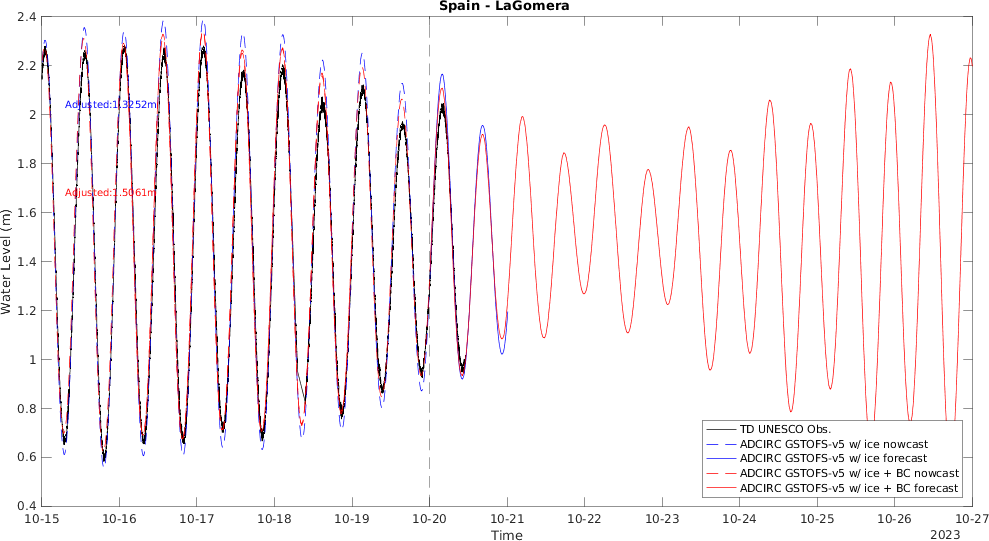 Spain - LaGomera
2.4
2.2
2
1.8
1.6
1.4
1.2
1
0.8
0.6
0.4
Water Level (m)
Adjusted:1.3252m
Adjusted:1.5061m
TD UNESCO Obs.
ADCIRC GSTOFS-v5 w/ ice nowcast
ADCIRC GSTOFS-v5 w/ ice forecast
ADCIRC GSTOFS-v5 w/ ice + BC nowcast
ADCIRC GSTOFS-v5 w/ ice + BC forecast
10-15 10-16 10-17 10-18 10-19 10-20 10-21 10-22 10-23 10-24 10-25 10-26 10-27
Time
2023